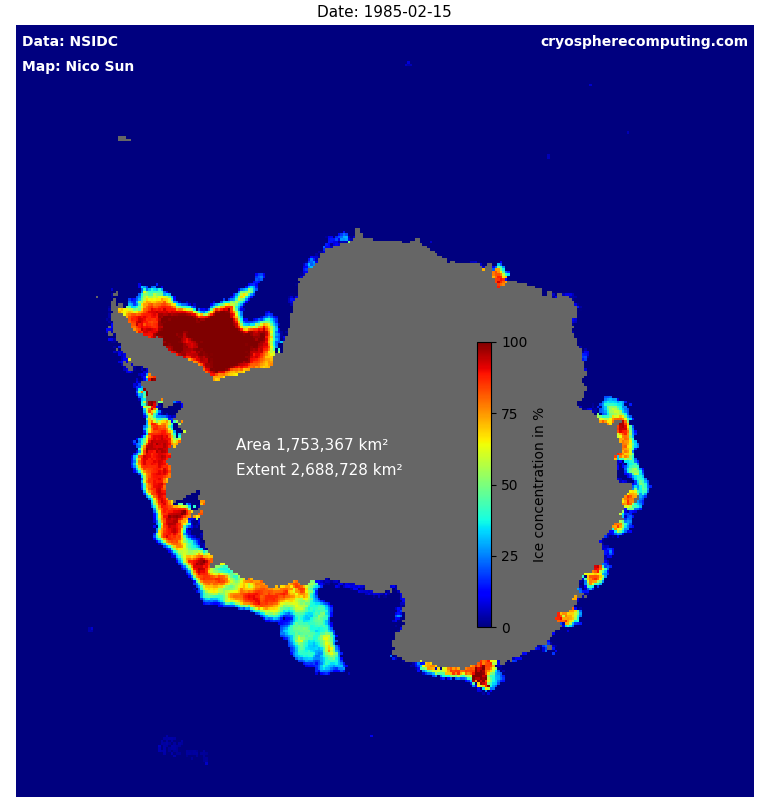 Date: 1985-02-15
Data: NSIDC
cryospherecomputing.com
Map: Nico Sun
100
75
50
25
0
Ice concentration in %
Area 1,753,367 km²
Extent 2,688,728 km²